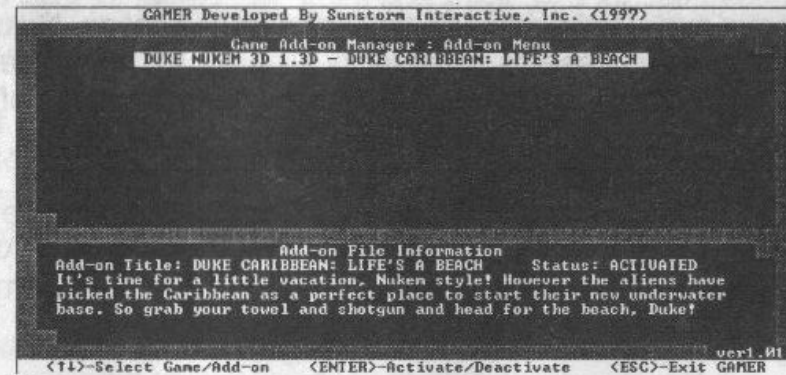 GAMER Developed By Sunstorm Interactive, Inc. (1997)
Game Add-on Manager : Add-on Menu
DUKE NUKEM 3D 1.3D - DUKE CARIBBEAN: LIFE'S A BEACH
Add-on File Information
Add-on Title: DUKE CARIBBEAN: LIFE'S A BEACH Status: ACTIVATED
It's time for a little vacation, Nukem style! However the aliens have
picked the Caribbean as a perfect place to start their new underwater
base. So grab your towel and shotgun and head for the beach, Duke!
ver1.01
<↑↓>-Select Game/Add-on <ENTER>-Activate/Deactivate <ESC>-Exit GAMER